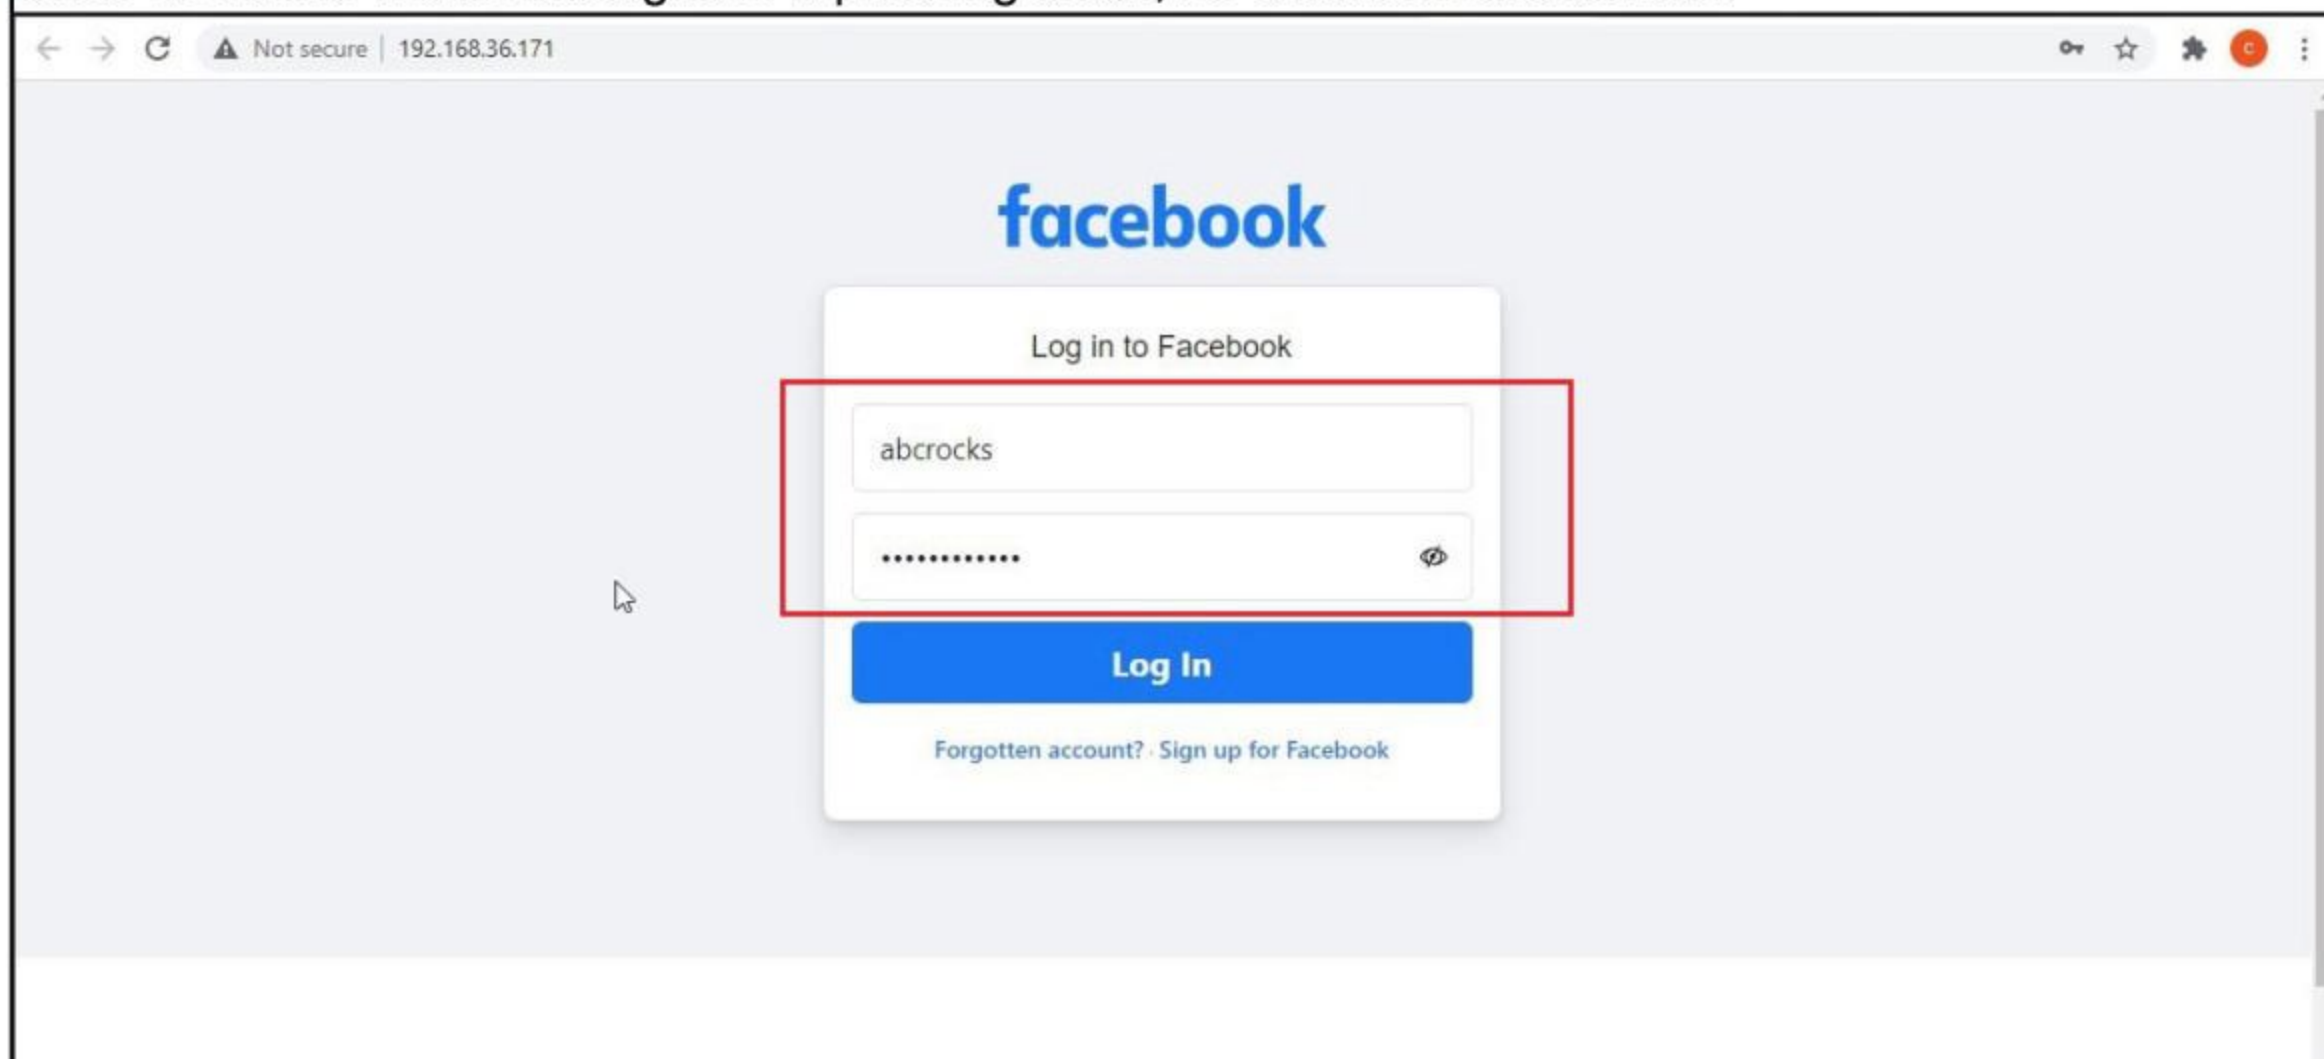 Not secure | 192.168.36.171
facebook
Log in to Facebook
abcrocks
••••••••••••
Log In
Forgotten account? · Sign up for Facebook